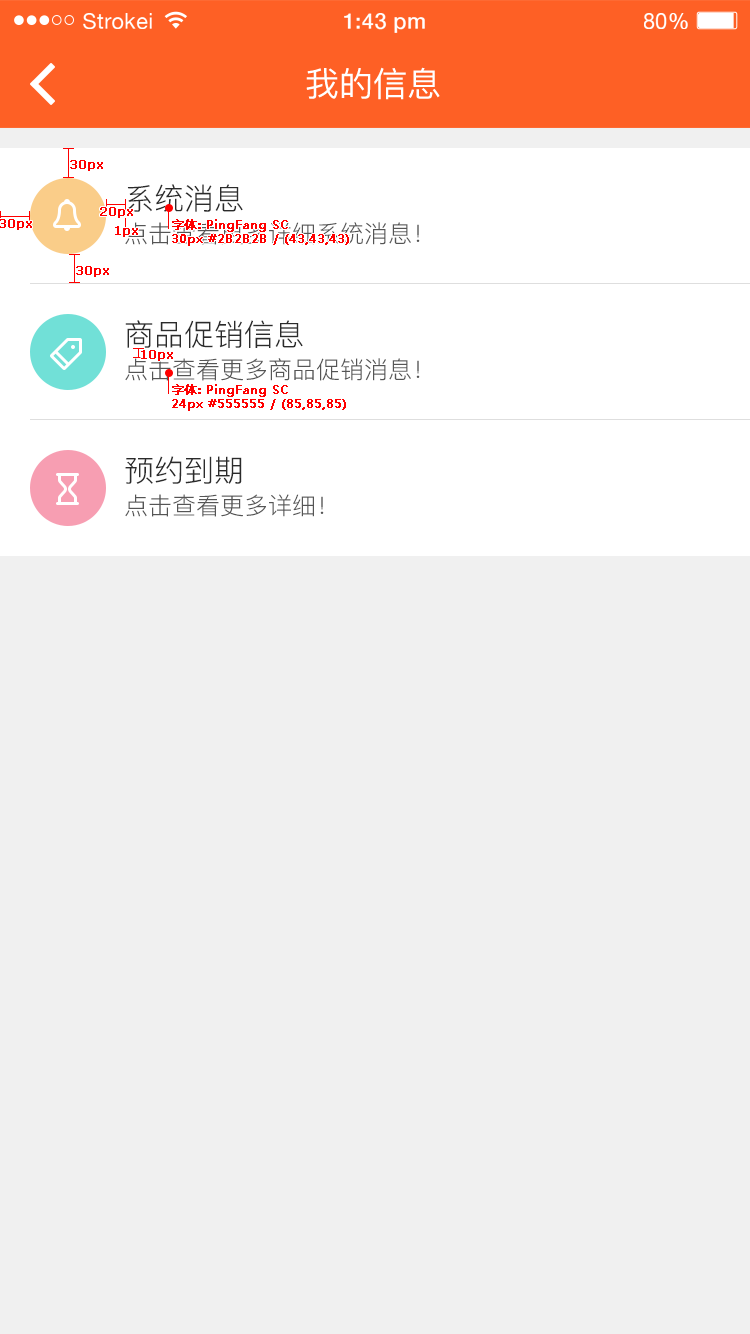 Strokei
1:43 pm
80%
我的信息
30px
系统消息
30px
20px
1px
字体: PingFang SC
30px #2B2B2B / (43,43,43)
点击查看更多详细系统消息！
30px
商品促销信息
10px
点击查看更多商品促销消息！
字体: PingFang SC
24px #555555 / (85,85,85)
预约到期
点击查看更多详细！